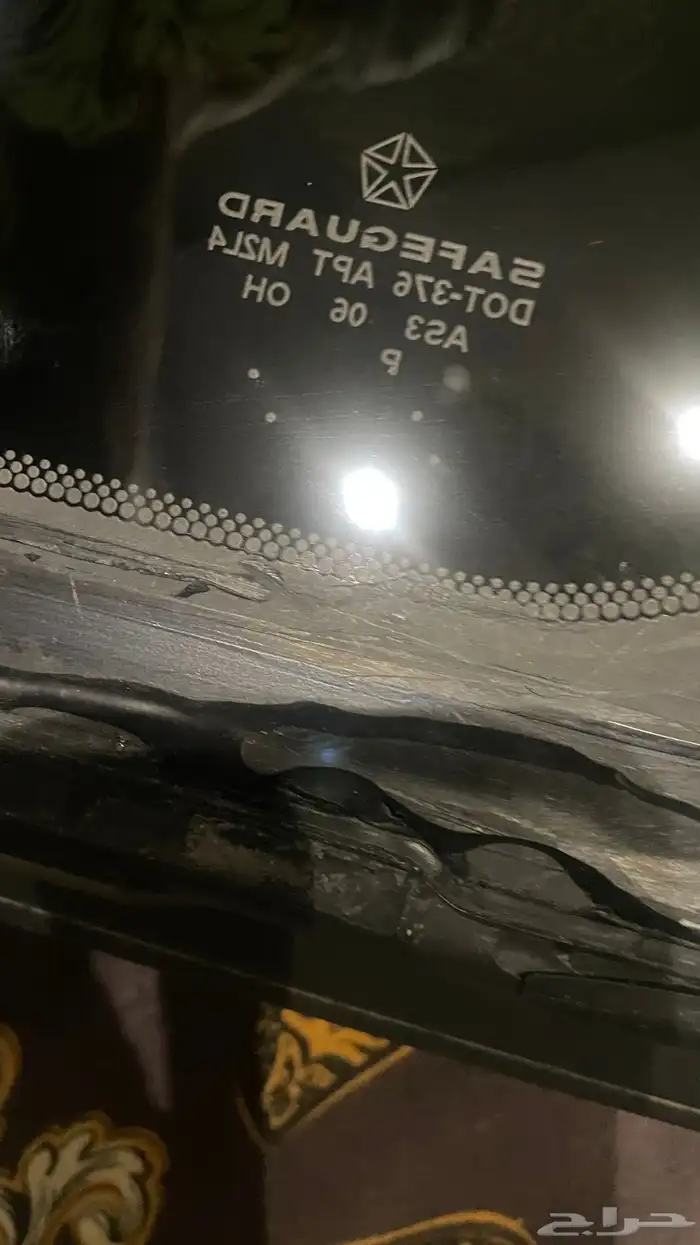 SAFEGUARD
DOT-376 APT M2L4
AS3 06 OH
P
حراج